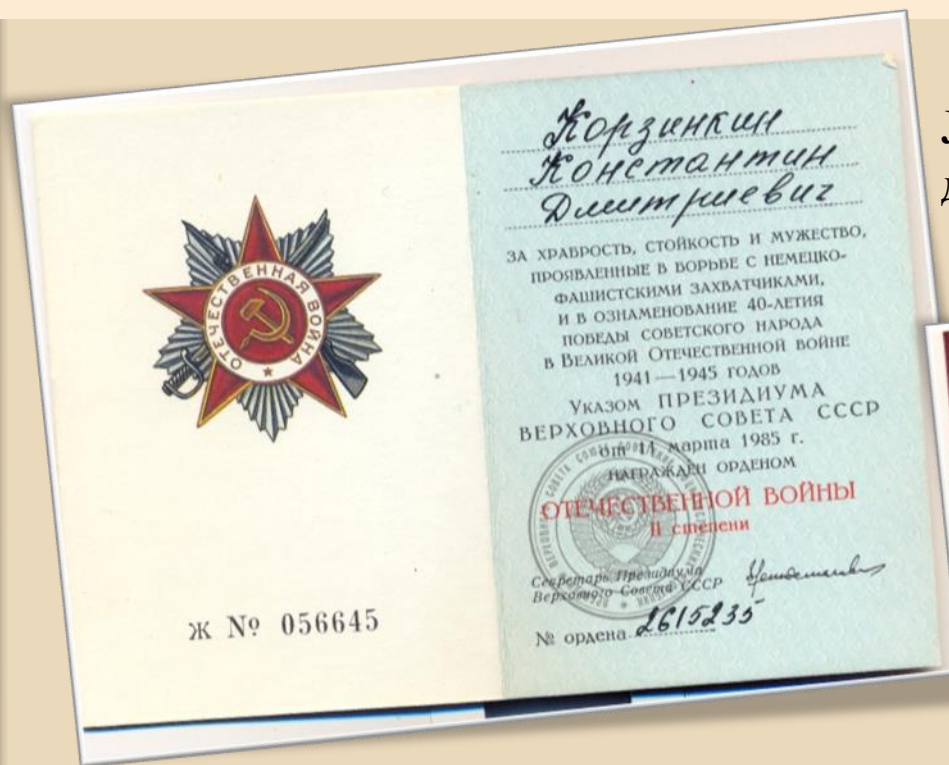 ОТЕЧЕСТВЕННАЯ ВОЙНА
Ж № 056645
Корзинкин
Константин
Дмитриевич
ЗА ХРАБРОСТЬ, СТОЙКОСТЬ И МУЖЕСТВО,
ПРОЯВЛЕННЫЕ В БОРЬБЕ С НЕМЕЦКО-
ФАШИСТСКИМИ ЗАХВАТЧИКАМИ,
И В ОЗНАМЕНОВАНИЕ 40-ЛЕТИЯ
ПОБЕДЫ СОВЕТСКОГО НАРОДА
В ВЕЛИКОЙ ОТЕЧЕСТВЕННОЙ ВОЙНЕ
1941—1945 ГОДОВ
УКАЗОМ ПРЕЗИДИУМА
ВЕРХОВНОГО СОВЕТА СССР
от 11 марта 1985 г.
НАГРАЖДЕН ОРДЕНОМ
ОТЕЧЕСТВЕННОЙ ВОЙНЫ
II степени
Секретарь Президиума
Верховного Совета СССР
№ ордена 2615235